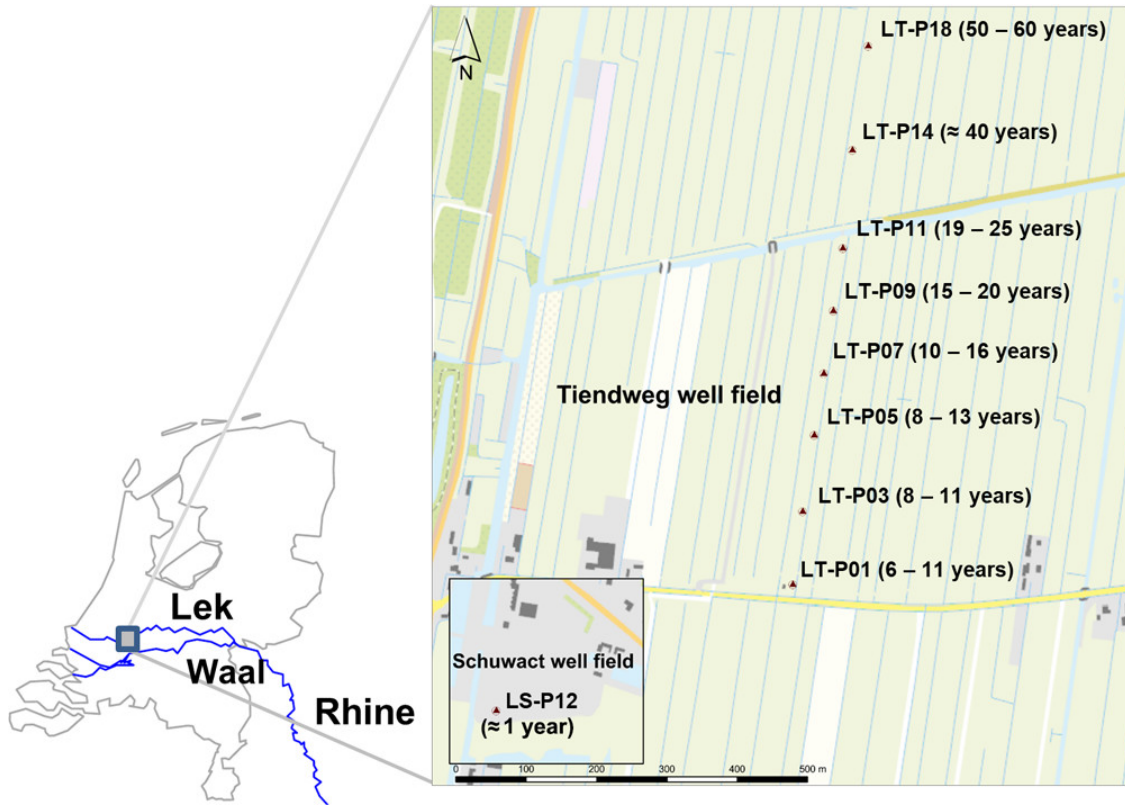 LT-P18 (50 – 60 years)
N
LT-P14 (≈ 40 years)
LT-P11 (19 – 25 years)
LT-P09 (15 – 20 years)
LT-P07 (10 – 16 years)
Tiendweg well field
LT-P05 (8 – 13 years)
LT-P03 (8 – 11 years)
LT-P01 (6 – 11 years)
Lek
Waal
Rhine
Schuwact well field
LS-P12
(≈ 1 year)
0 100 200 300 400 500 m